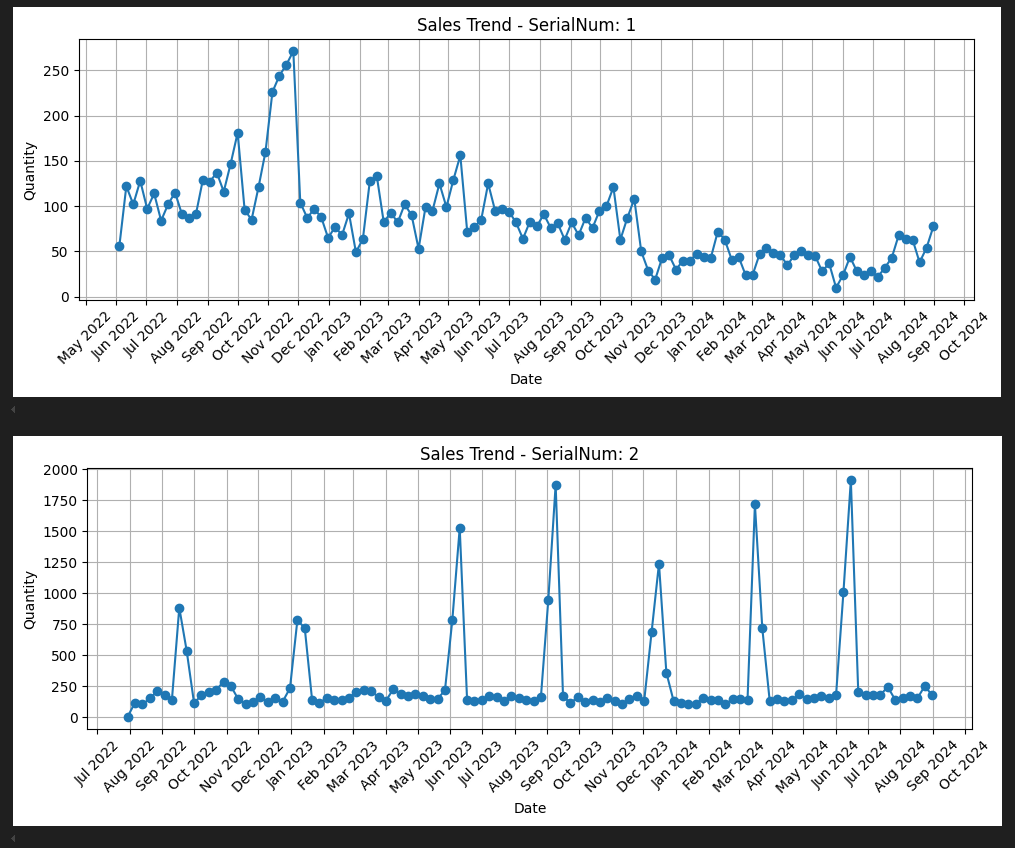 Sales Trend - SerialNum: 1
250
200
150
100
50
0
Quantity
May 2022
Jun 2022
Jul 2022
Aug 2022
Sep 2022
Oct 2022
Nov 2022
Dec 2022
Jan 2023
Feb 2023
Mar 2023
Apr 2023
May 2023
Jun 2023
Jul 2023
Aug 2023
Sep 2023
Oct 2023
Nov 2023
Dec 2023
Jan 2024
Feb 2024
Mar 2024
Apr 2024
May 2024
Jun 2024
Jul 2024
Aug 2024
Sep 2024
Oct 2024
Date
Sales Trend - SerialNum: 2
2000
1750
1500
1250
1000
750
500
250
0
Quantity
Jul 2022
Aug 2022
Sep 2022
Oct 2022
Nov 2022
Dec 2022
Jan 2023
Feb 2023
Mar 2023
Apr 2023
May 2023
Jun 2023
Jul 2023
Aug 2023
Sep 2023
Oct 2023
Nov 2023
Dec 2023
Jan 2024
Feb 2024
Mar 2024
Apr 2024
May 2024
Jun 2024
Jul 2024
Aug 2024
Sep 2024
Oct 2024
Date